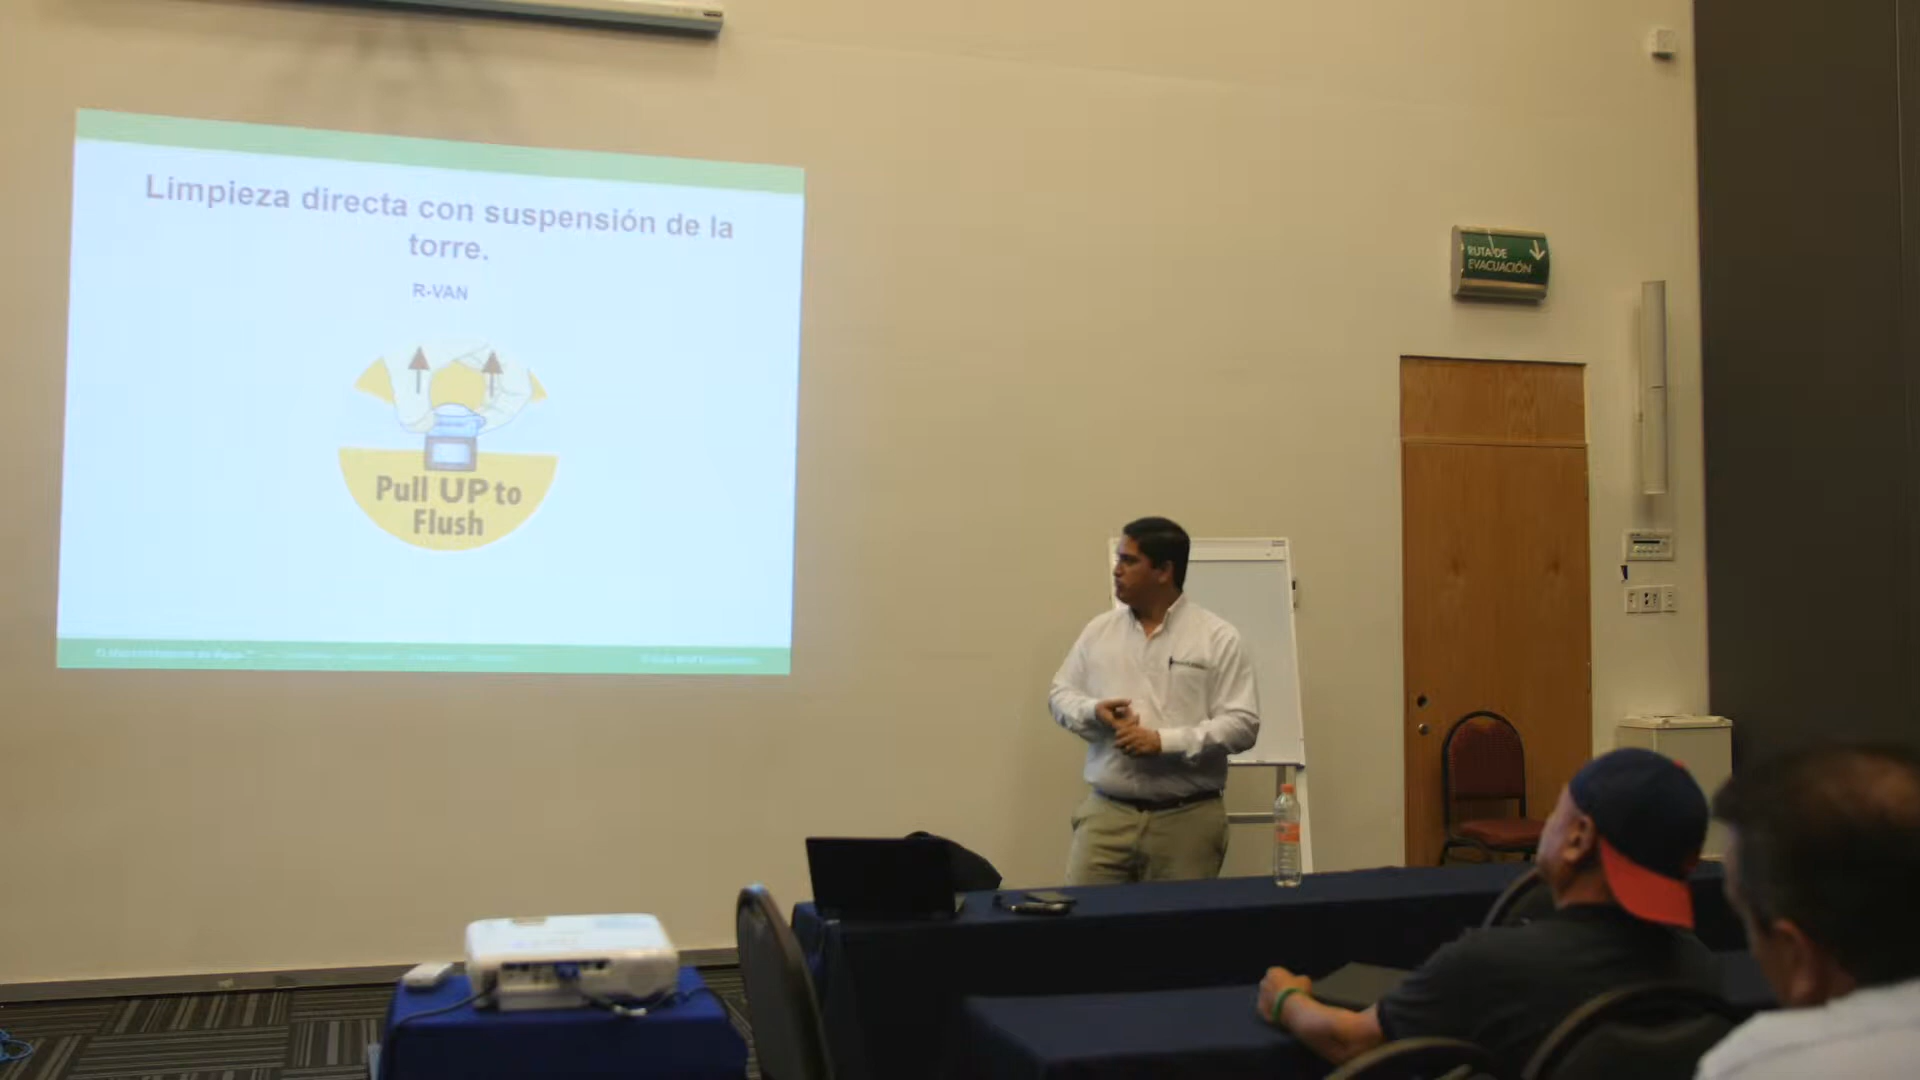 Limpieza directa con suspensión de la
torre.
R-VAN
Pull UP to
Flush
RUTA DE
EVACUACIÓN